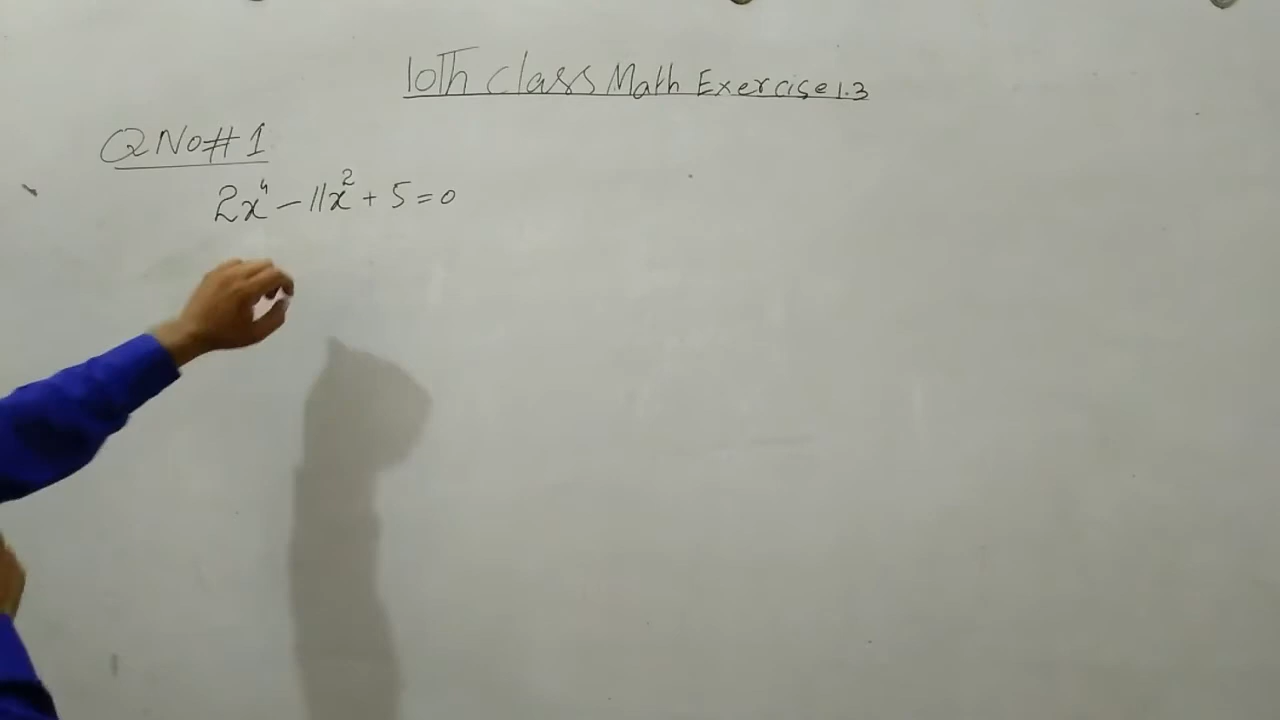 10Th Class Math Exercise 1.3
Q No # 1
2x⁴ - 11x² + 5 = 0